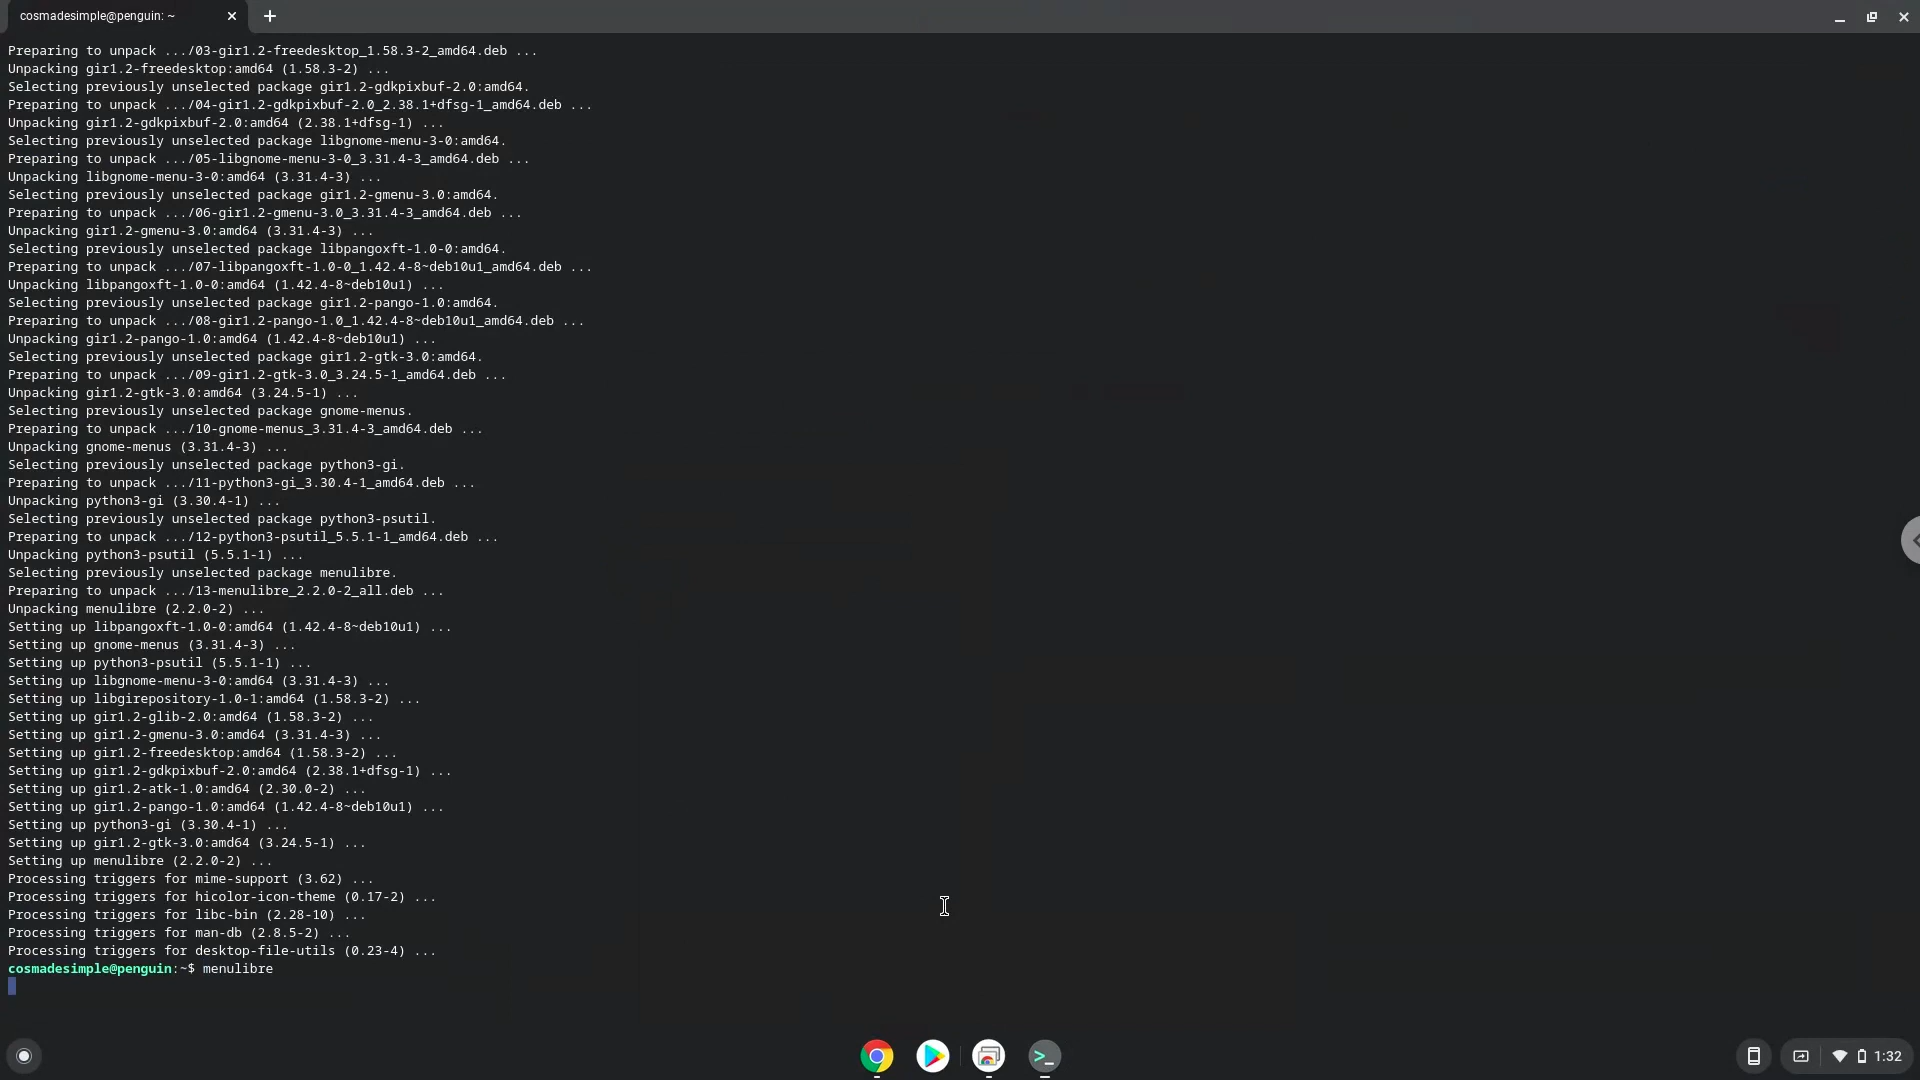 cosmadesimple@penguin: ~
Preparing to unpack .../03-gir1.2-freedesktop_1.58.3-2_amd64.deb ...
Unpacking gir1.2-freedesktop:amd64 (1.58.3-2) ...
Selecting previously unselected package gir1.2-gdkpixbuf-2.0:amd64.
Preparing to unpack .../04-gir1.2-gdkpixbuf-2.0_2.38.1+dfsg-1_amd64.deb ...
Unpacking gir1.2-gdkpixbuf-2.0:amd64 (2.38.1+dfsg-1) ...
Selecting previously unselected package libgnome-menu-3-0:amd64.
Preparing to unpack .../05-libgnome-menu-3-0_3.31.4-3_amd64.deb ...
Unpacking libgnome-menu-3-0:amd64 (3.31.4-3) ...
Selecting previously unselected package gir1.2-gmenu-3.0:amd64.
Preparing to unpack .../06-gir1.2-gmenu-3.0_3.31.4-3_amd64.deb ...
Unpacking gir1.2-gmenu-3.0:amd64 (3.31.4-3) ...
Selecting previously unselected package libpangoxft-1.0-0:amd64.
Preparing to unpack .../07-libpangoxft-1.0-0_1.42.4-8~deb10u1_amd64.deb ...
Unpacking libpangoxft-1.0-0:amd64 (1.42.4-8~deb10u1) ...
Selecting previously unselected package gir1.2-pango-1.0:amd64.
Preparing to unpack .../08-gir1.2-pango-1.0_1.42.4-8~deb10u1_amd64.deb ...
Unpacking gir1.2-pango-1.0:amd64 (1.42.4-8~deb10u1) ...
Selecting previously unselected package gir1.2-gtk-3.0:amd64.
Preparing to unpack .../09-gir1.2-gtk-3.0_3.24.5-1_amd64.deb ...
Unpacking gir1.2-gtk-3.0:amd64 (3.24.5-1) ...
Selecting previously unselected package gnome-menus.
Preparing to unpack .../10-gnome-menus_3.31.4-3_amd64.deb ...
Unpacking gnome-menus (3.31.4-3) ...
Selecting previously unselected package python3-gi.
Preparing to unpack .../11-python3-gi_3.30.4-1_amd64.deb ...
Unpacking python3-gi (3.30.4-1) ...
Selecting previously unselected package python3-psutil.
Preparing to unpack .../12-python3-psutil_5.5.1-1_amd64.deb ...
Unpacking python3-psutil (5.5.1-1) ...
Selecting previously unselected package menulibre.
Preparing to unpack .../13-menulibre_2.2.0-2_all.deb ...
Unpacking menulibre (2.2.0-2) ...
Setting up libpangoxft-1.0-0:amd64 (1.42.4-8~deb10u1) ...
Setting up gnome-menus (3.31.4-3) ...
Setting up python3-psutil (5.5.1-1) ...
Setting up libgnome-menu-3-0:amd64 (3.31.4-3) ...
Setting up libgirepository-1.0-1:amd64 (1.58.3-2) ...
Setting up gir1.2-glib-2.0:amd64 (1.58.3-2) ...
Setting up gir1.2-gmenu-3.0:amd64 (3.31.4-3) ...
Setting up gir1.2-freedesktop:amd64 (1.58.3-2) ...
Setting up gir1.2-gdkpixbuf-2.0:amd64 (2.38.1+dfsg-1) ...
Setting up gir1.2-atk-1.0:amd64 (2.30.0-2) ...
Setting up gir1.2-pango-1.0:amd64 (1.42.4-8~deb10u1) ...
Setting up python3-gi (3.30.4-1) ...
Setting up gir1.2-gtk-3.0:amd64 (3.24.5-1) ...
Setting up menulibre (2.2.0-2) ...
Processing triggers for mime-support (3.62) ...
Processing triggers for hicolor-icon-theme (0.17-2) ...
Processing triggers for libc-bin (2.28-10) ...
Processing triggers for man-db (2.8.5-2) ...
Processing triggers for desktop-file-utils (0.23-4) ...
cosmadesimple@penguin:~$ menulibre
1:32